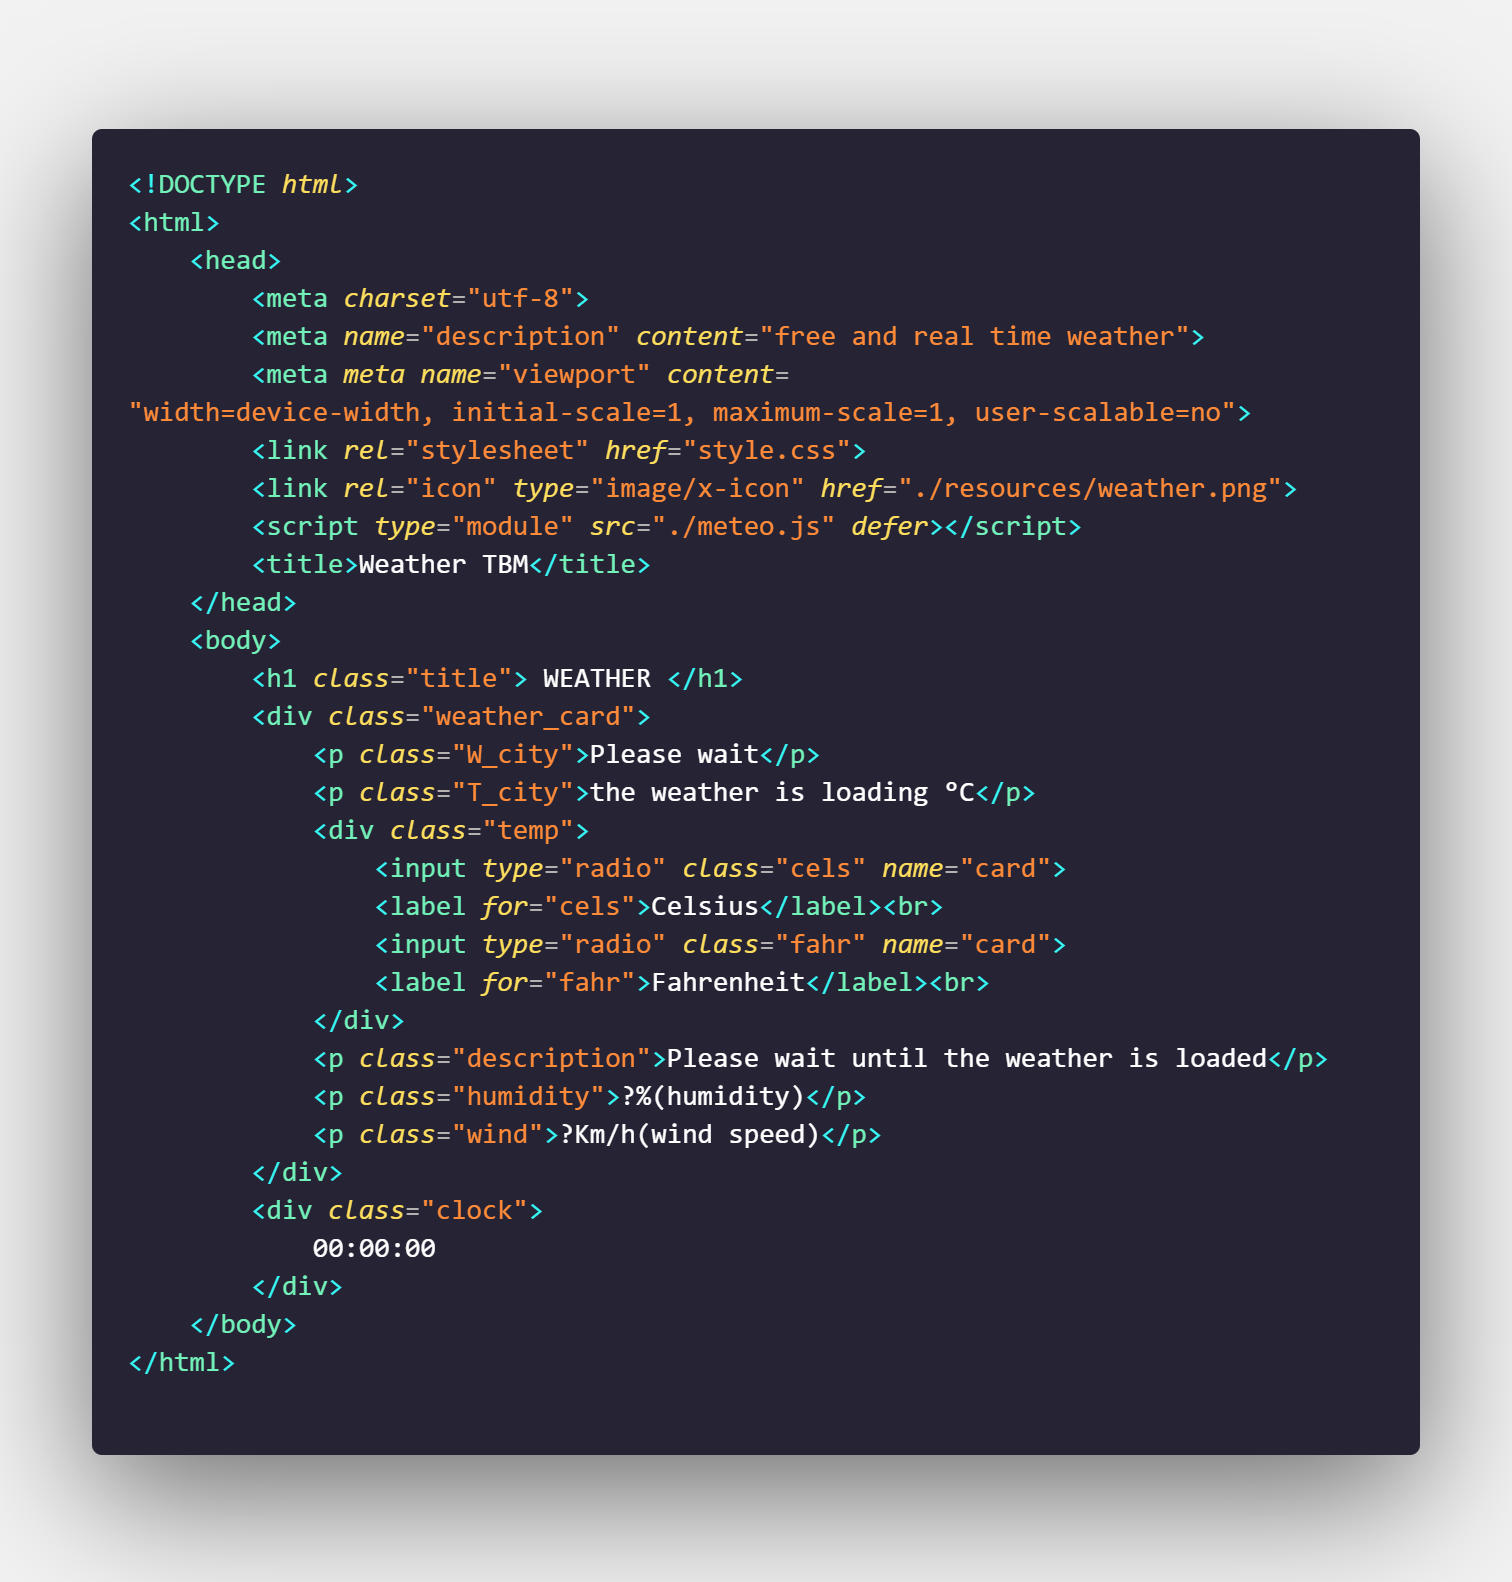 <!DOCTYPE html>
<html>
    <head>
        <meta charset="utf-8">
        <meta name="description" content="free and real time weather">
        <meta meta name="viewport" content=
"width=device-width, initial-scale=1, maximum-scale=1, user-scalable=no">
        <link rel="stylesheet" href="style.css">
        <link rel="icon" type="image/x-icon" href="./resources/weather.png">
        <script type="module" src="./meteo.js" defer></script>
        <title>Weather TBM</title>
    </head>
    <body>
        <h1 class="title"> WEATHER </h1>
        <div class="weather_card">
            <p class="W_city">Please wait</p>
            <p class="T_city">the weather is loading °C</p>
            <div class="temp">
                <input type="radio" class="cels" name="card">
                <label for="cels">Celsius</label><br>
                <input type="radio" class="fahr" name="card">
                <label for="fahr">Fahrenheit</label><br>
            </div>
            <p class="description">Please wait until the weather is loaded</p>
            <p class="humidity">?%(humidity)</p>
            <p class="wind">?Km/h(wind speed)</p>
        </div>
        <div class="clock">
            00:00:00
        </div>
    </body>
</html>